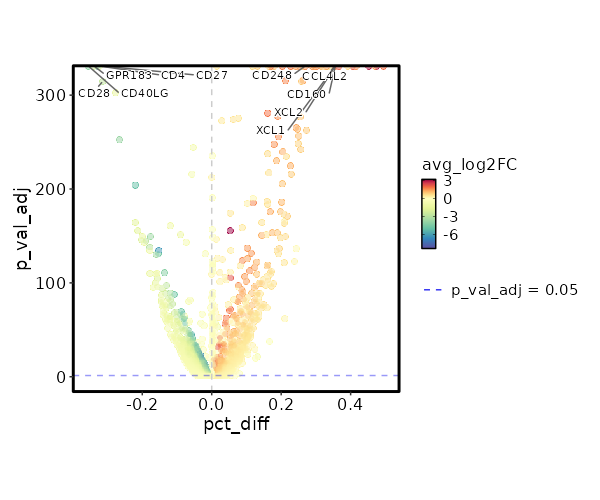 GPR183 CD4 CD27 CD248 CCL4L2
CD28 CD40LG CD160
XCL2
XCL1
300
200
100
0
p_val_adj
-0.2 0.0 0.2 0.4
pct_diff
avg_log2FC
3
0
-3
-6
p_val_adj = 0.05